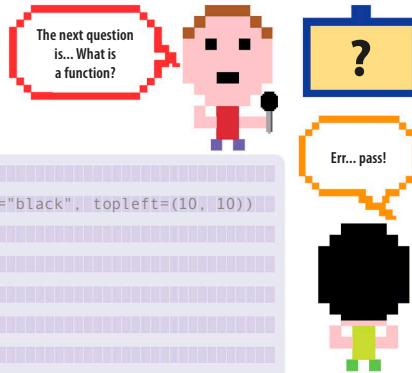 The next question
is... What is
a function?
?
Err... pass!
="black", topleft=(10, 10))